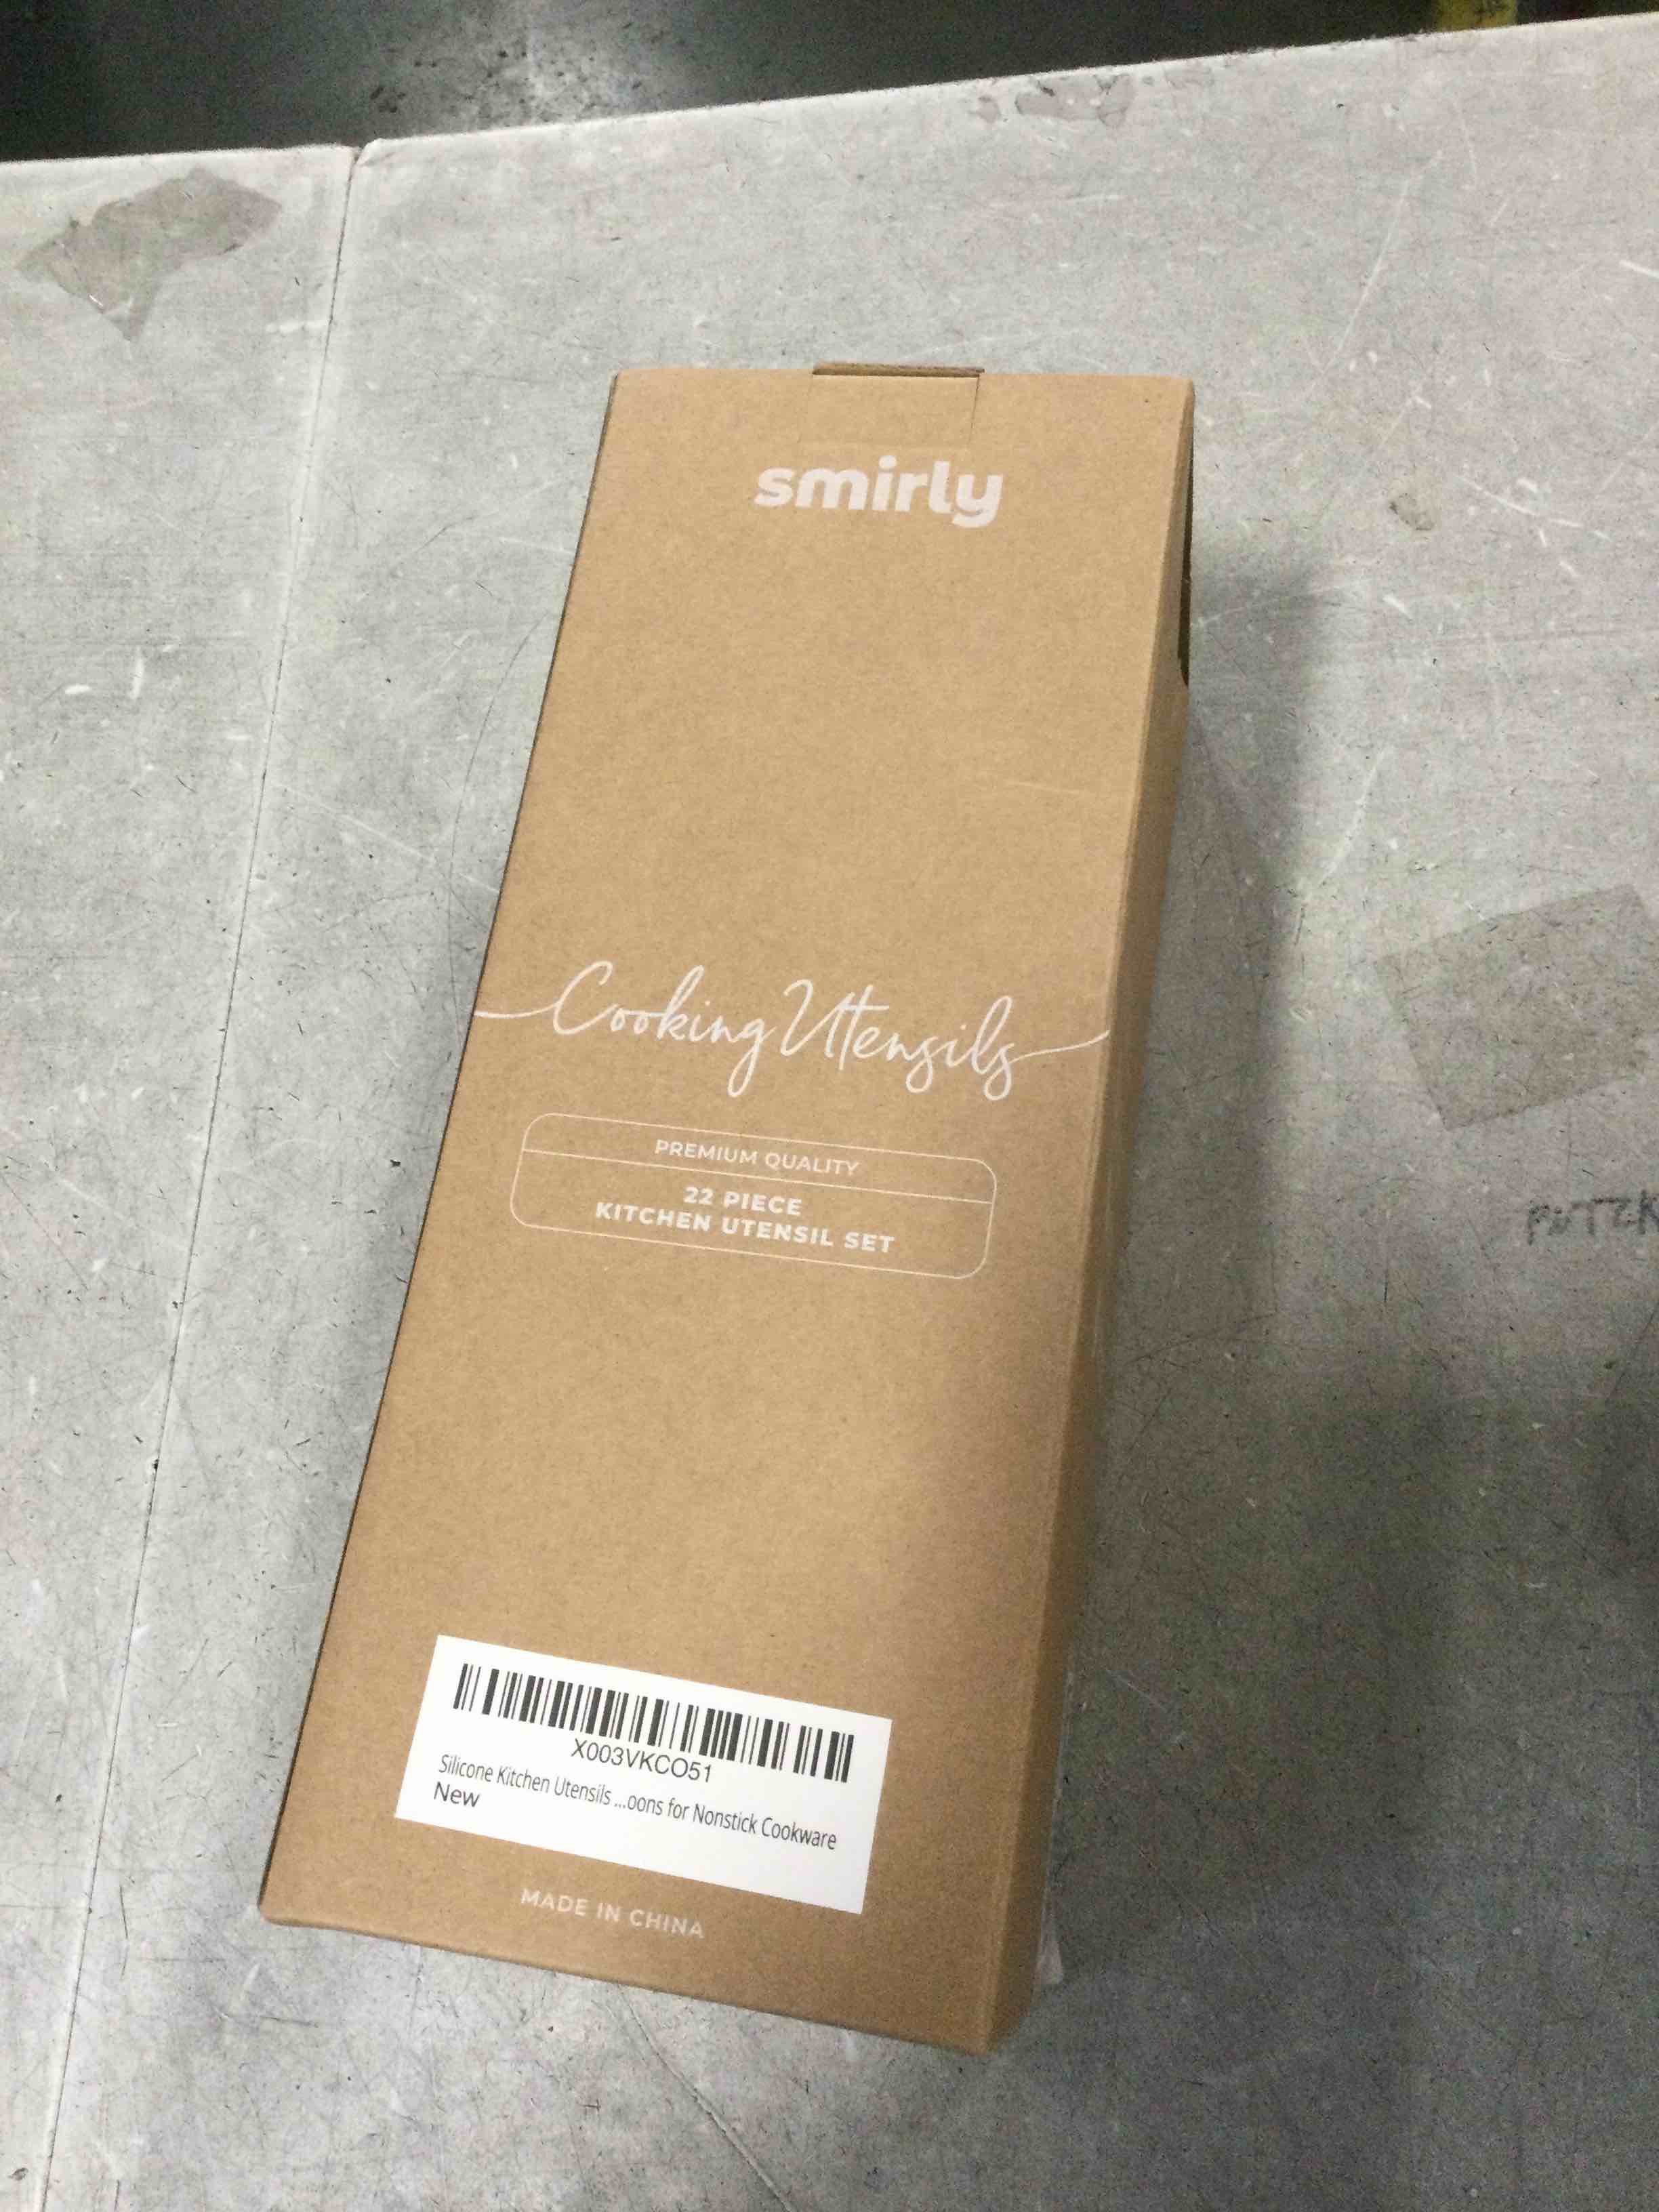 smirly
Cooking Utensils
PREMIUM QUALITY
22 PIECE
KITCHEN UTENSIL SET
X003VKCO51
Silicone Kitchen Utensils ...oons for Nonstick Cookware
New
MADE IN CHINA